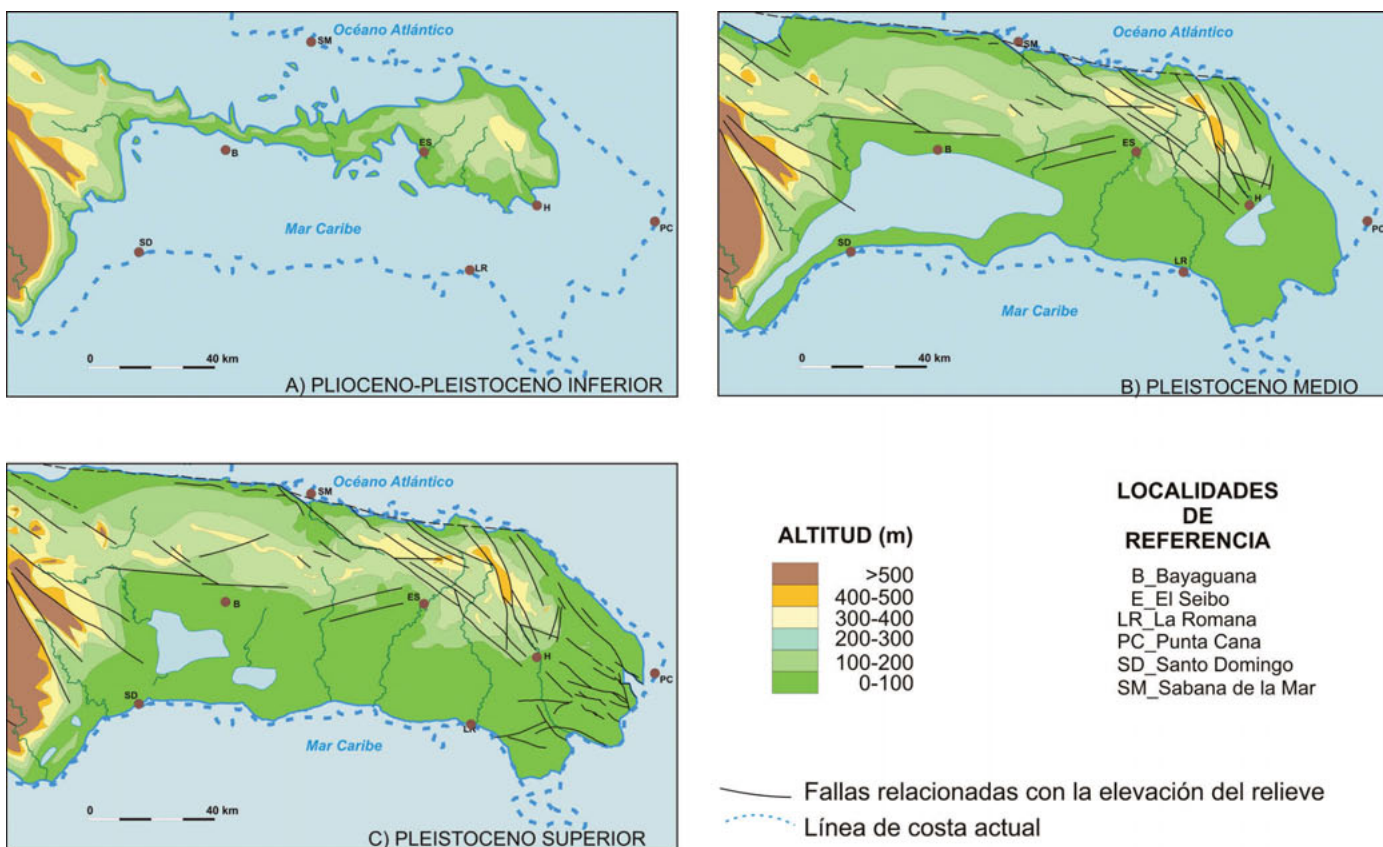 Océano Atlántico
SM
B
ES
H
PC
Mar Caribe
SD
LR
0 40 km
A) PLIOCENO-PLEISTOCENO INFERIOR
Océano Atlántico
SM
B
ES
H
PC
SD
LR
Mar Caribe
0 40 km
B) PLEISTOCENO MEDIO
Océano Atlántico
SM
B
ES
H
PC
SD
LR
Mar Caribe
0 40 km
C) PLEISTOCENO SUPERIOR
ALTITUD (m)
>500
400-500
300-400
200-300
100-200
0-100
LOCALIDADES
DE
REFERENCIA
B_Bayaguana
E_El Seibo
LR_La Romana
PC_Punta Cana
SD_Santo Domingo
SM_Sabana de la Mar
Fallas relacionadas con la elevación del relieve
Línea de costa actual